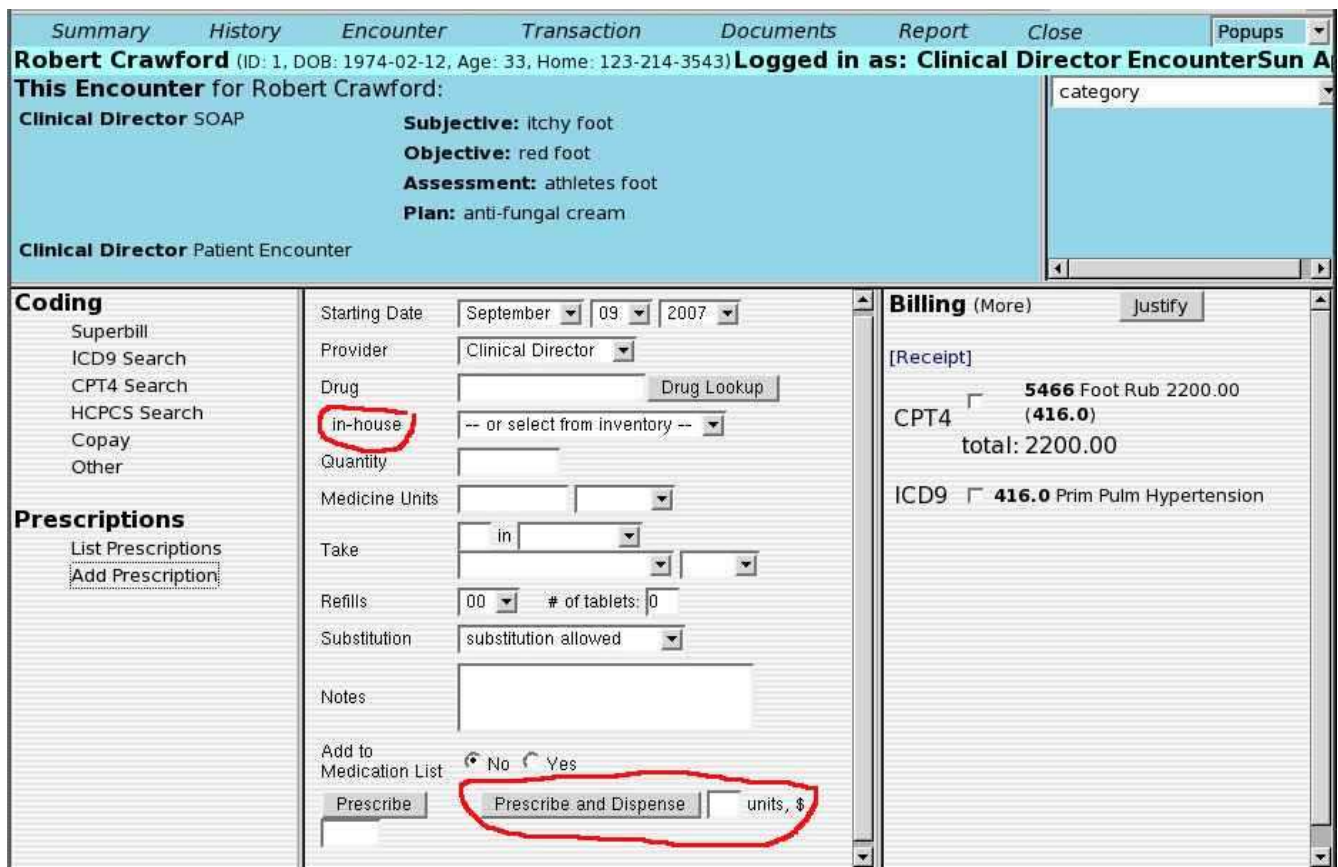 Summary History Encounter Transaction Documents Report Close Popups
Robert Crawford (ID: 1, DOB: 1974-02-12, Age: 33, Home: 123-214-3543) Logged in as: Clinical Director EncounterSun
This Encounter for Robert Crawford:
Clinical Director SOAP
Subjective: itchy foot
Objective: red foot
Assessment: athletes foot
Plan: anti-fungal cream
Clinical Director Patient Encounter
category
Coding
Superbill
ICD9 Search
CPT4 Search
HCPCS Search
Copay
Other
Prescriptions
List Prescriptions
Add Prescription
Starting Date September 09 2007
Provider Clinical Director
Drug Drug Lookup
in-house -- or select from inventory --
Quantity
Medicine Units
Take in
Refills 00 # of tablets: 0
Substitution substitution allowed
Notes
Add to
Medication List No Yes
Prescribe Prescribe and Dispense units, $
Billing (More) Justify
[Receipt]
CPT4 5466 Foot Rub 2200.00
(416.0)
total: 2200.00
ICD9 416.0 Prim Pulm Hypertension